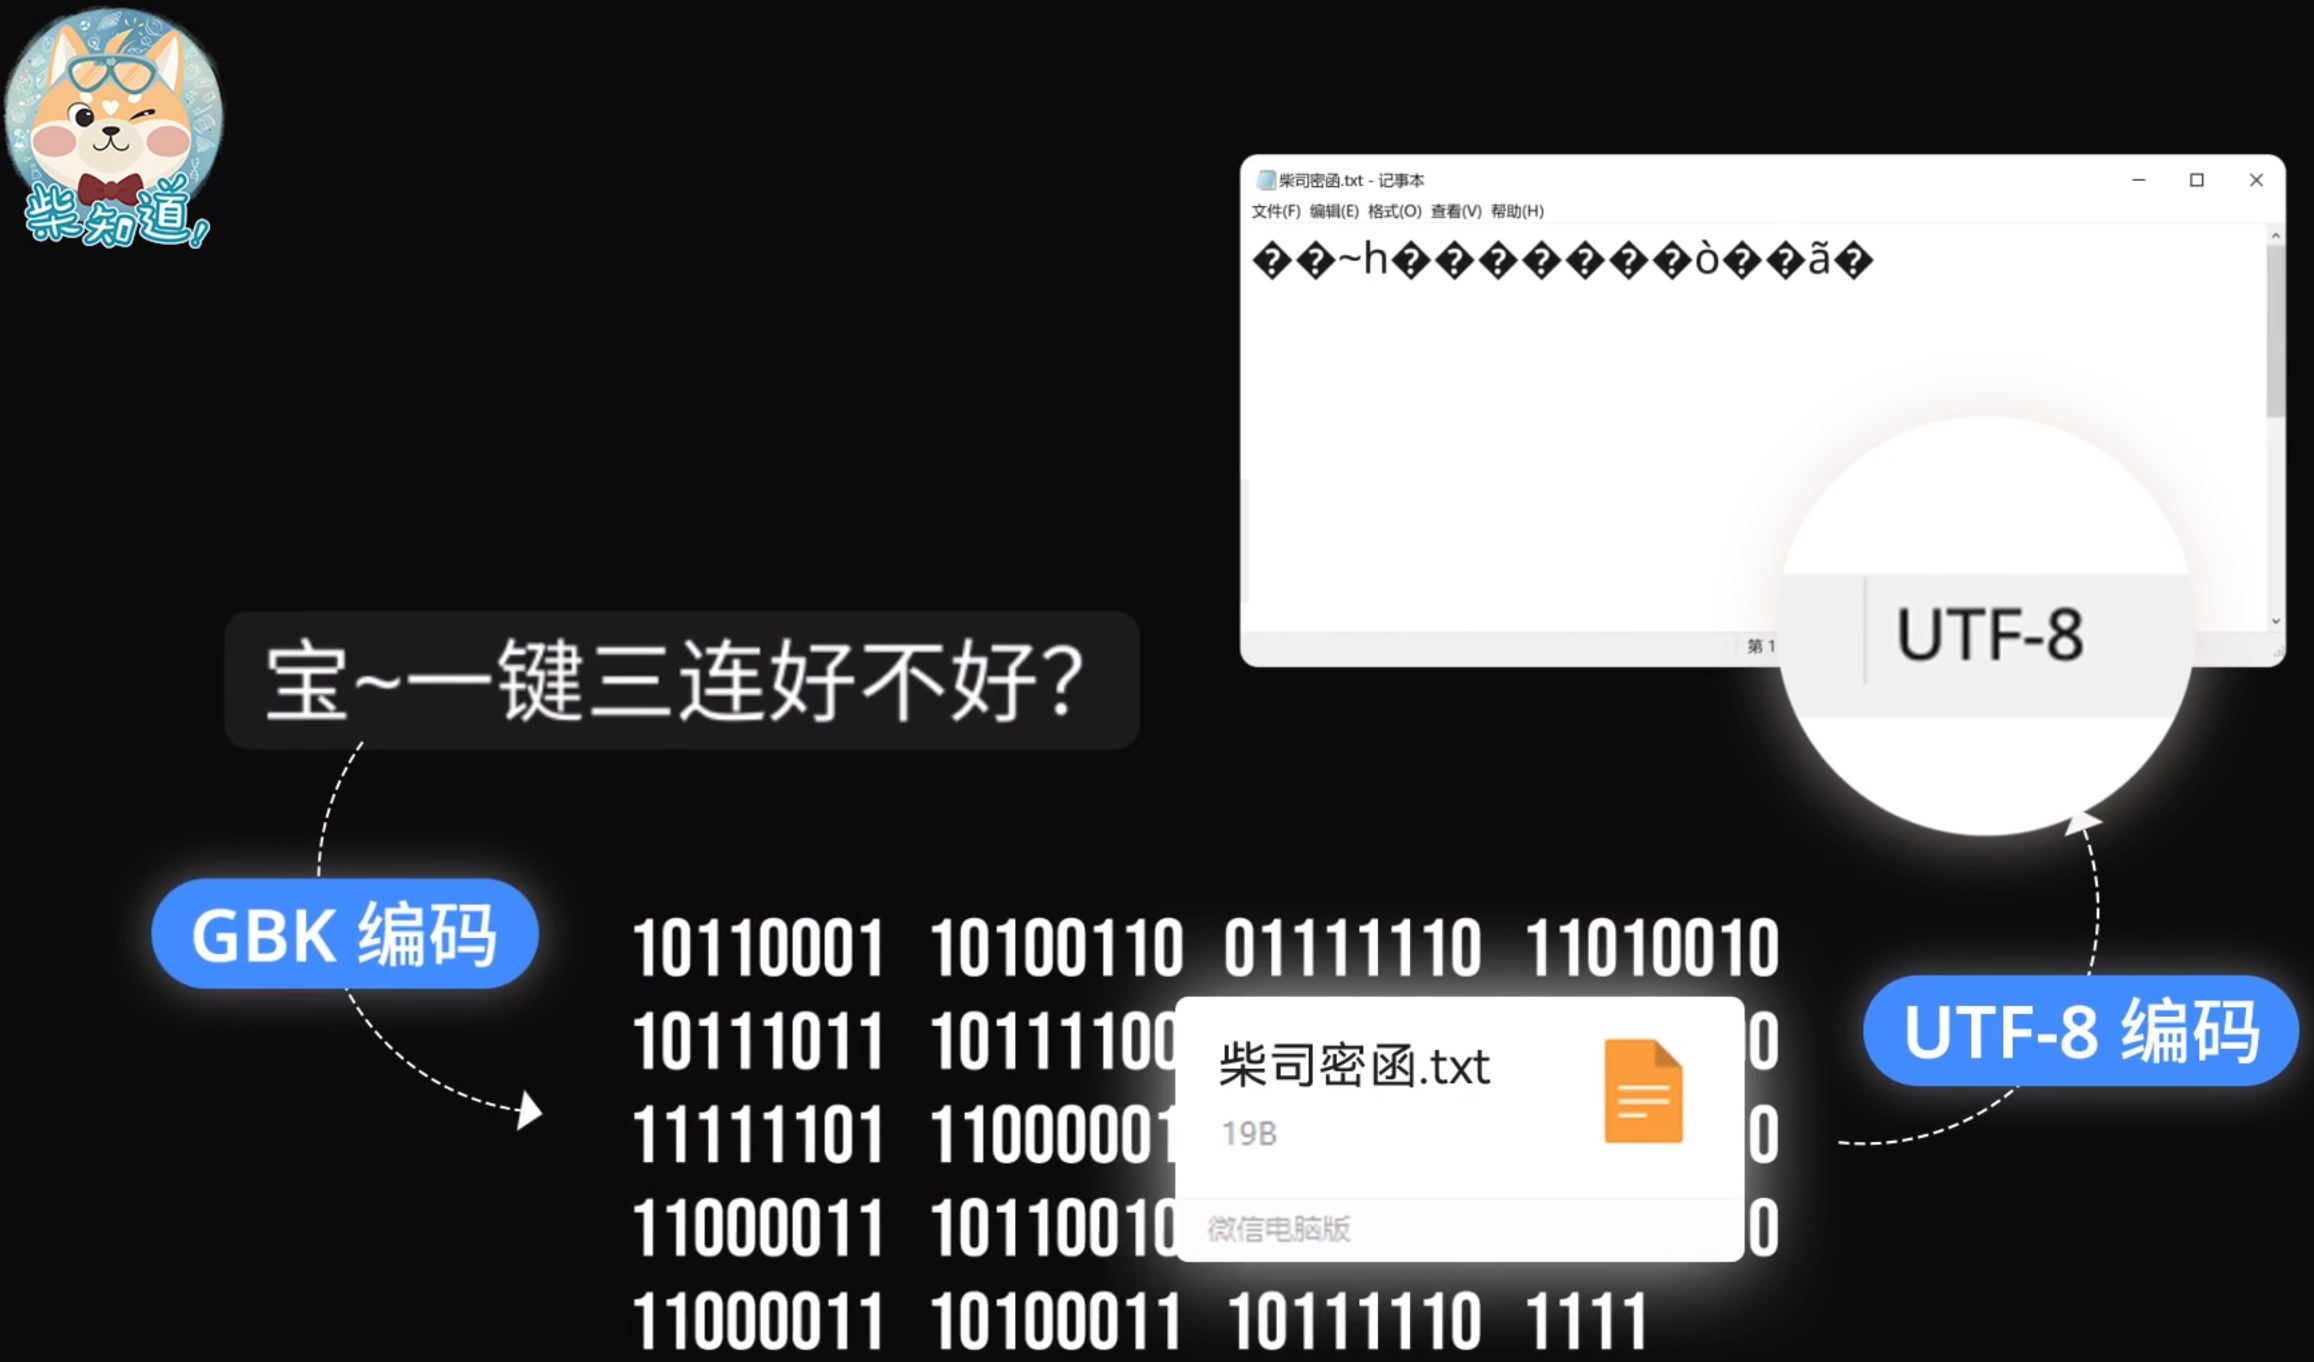 柴知道!
柴司密函.txt - 记事本
文件(F) 编辑(E) 格式(O) 查看(V) 帮助(H)
��~h�������ò��ã�
第 1
UTF-8
宝~一键三连好不好?
GBK 编码
UTF-8 编码
10110001 10100110 01111110 11010010
10111011 1011110 0
11111101 1100000 0
11000011 1011001 0
11000011 10100011 10111110 1111
柴司密函.txt
19B
微信电脑版